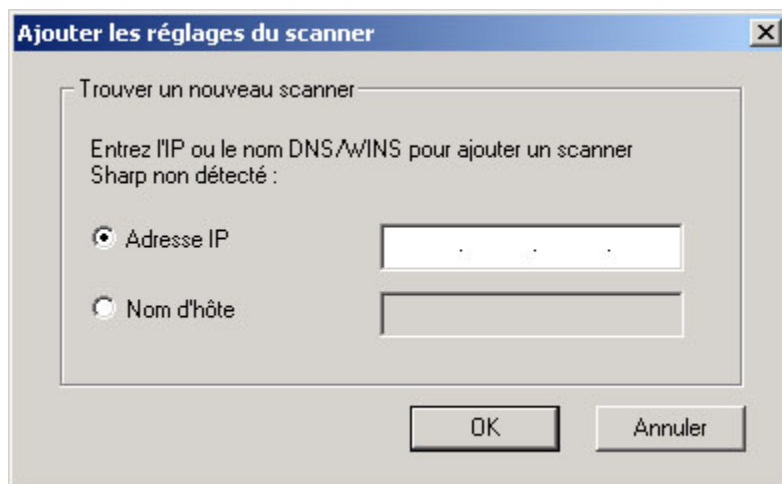 Ajouter les réglages du scanner
Trouver un nouveau scanner
Entrez l'IP ou le nom DNS/WINS pour ajouter un scanner
Sharp non détecté :
Adresse IP . . .
Nom d'hôte
OK Annuler